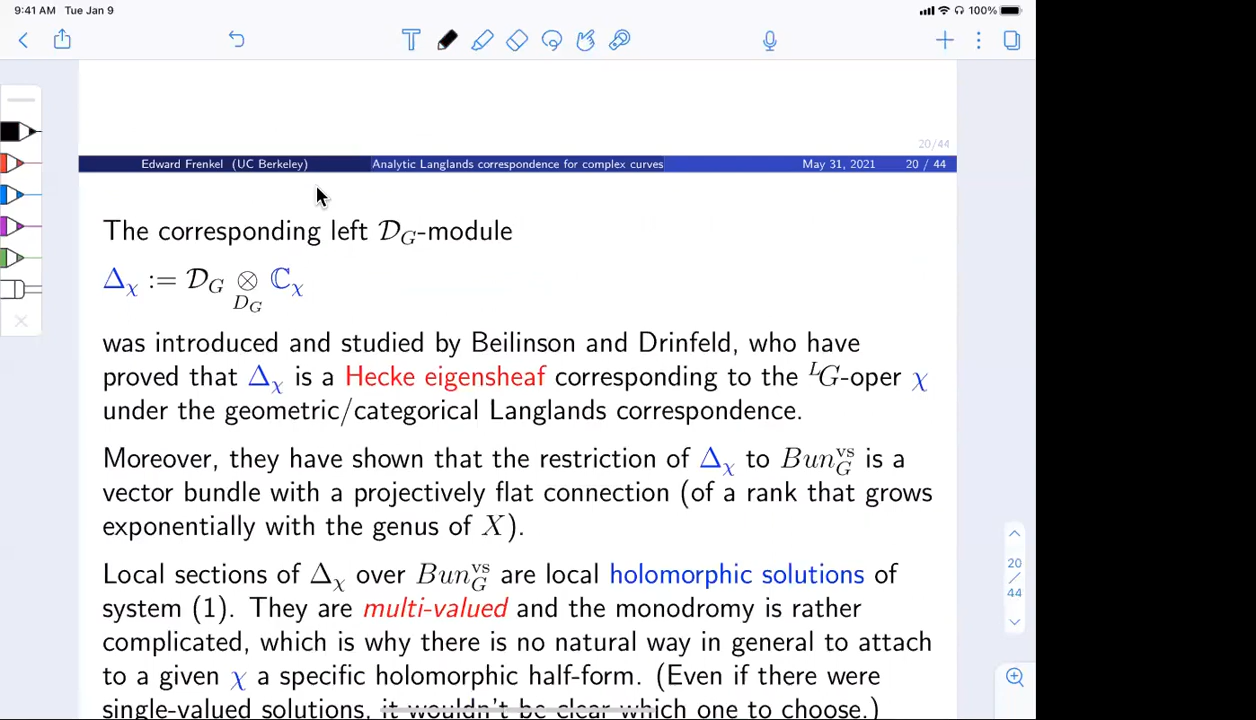 9:41 AM Tue Jan 9
100%
20/44
Edward Frenkel (UC Berkeley) Analytic Langlands correspondence for complex curves May 31, 2021 20 / 44
The corresponding left 𝒟_G-module
Δ_χ := 𝒟_G ⊗_{D_G} ℂ_χ
was introduced and studied by Beilinson and Drinfeld, who have
proved that Δ_χ is a Hecke eigensheaf corresponding to the ^LG-oper χ
under the geometric/categorical Langlands correspondence.
Moreover, they have shown that the restriction of Δ_χ to Bun_G^vs is a
vector bundle with a projectively flat connection (of a rank that grows
exponentially with the genus of X).
Local sections of Δ_χ over Bun_G^vs are local holomorphic solutions of
system (1). They are multi-valued and the monodromy is rather
complicated, which is why there is no natural way in general to attach
to a given χ a specific holomorphic half-form. (Even if there were
single-valued solutions, it wouldn't be clear which one to choose.)
20
/
44